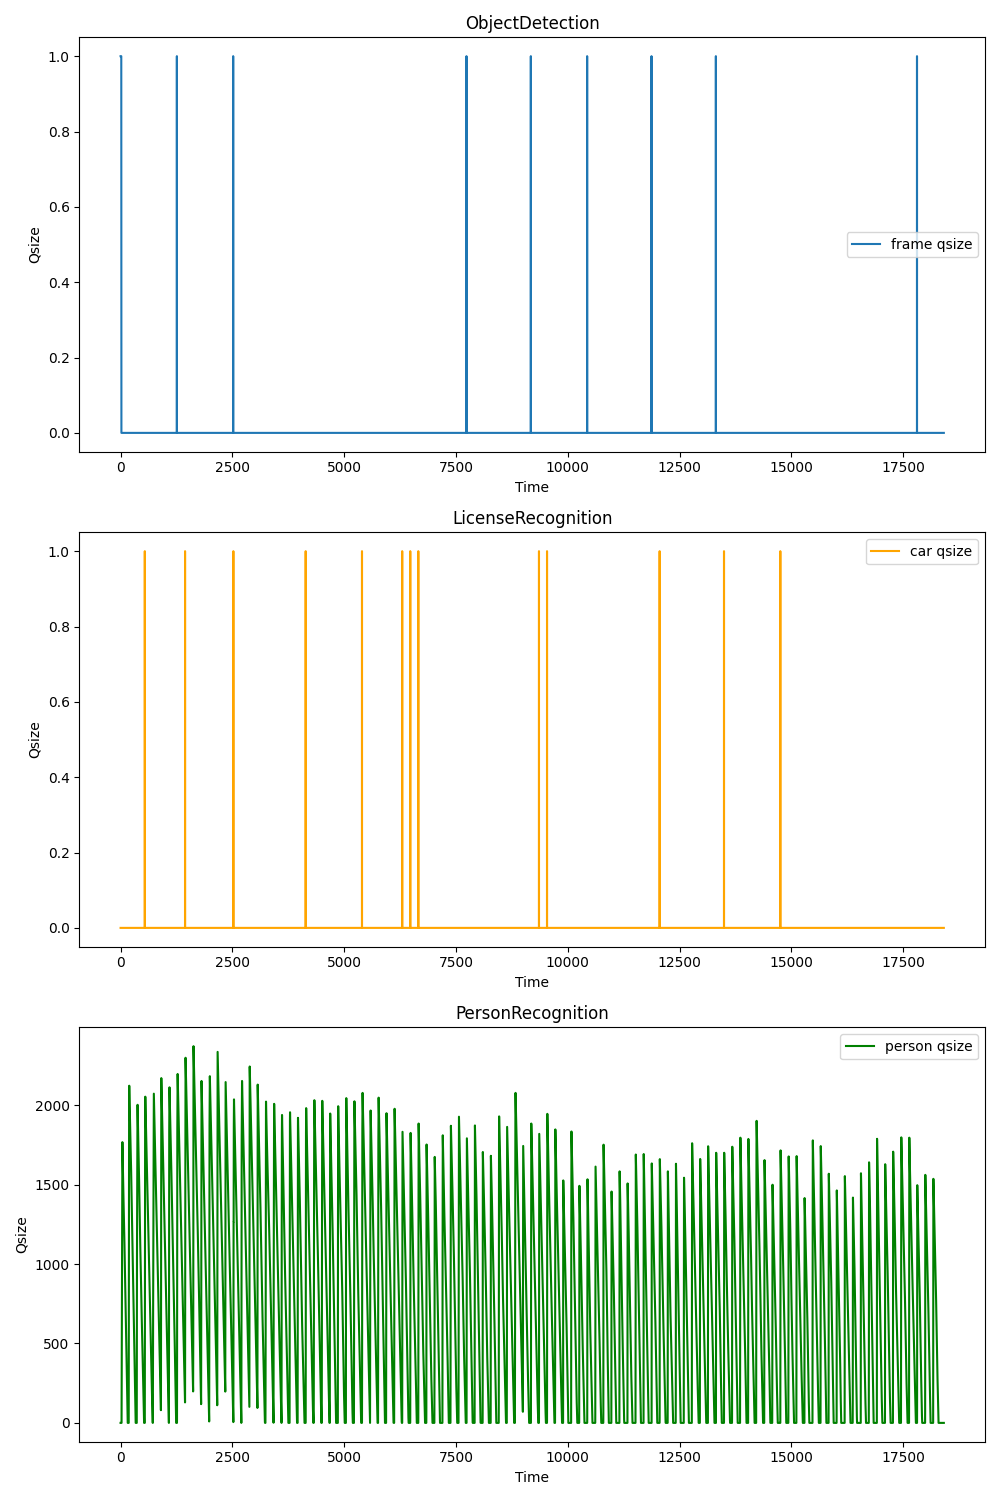 ObjectDetection
1.0
0.8
0.6
0.4
0.2
0.0
Qsize
frame qsize
0 2500 5000 7500 10000 12500 15000 17500
Time
LicenseRecognition
1.0
0.8
0.6
0.4
0.2
0.0
Qsize
car qsize
0 2500 5000 7500 10000 12500 15000 17500
Time
PersonRecognition
2000
1500
1000
500
0
Qsize
person qsize
0 2500 5000 7500 10000 12500 15000 17500
Time